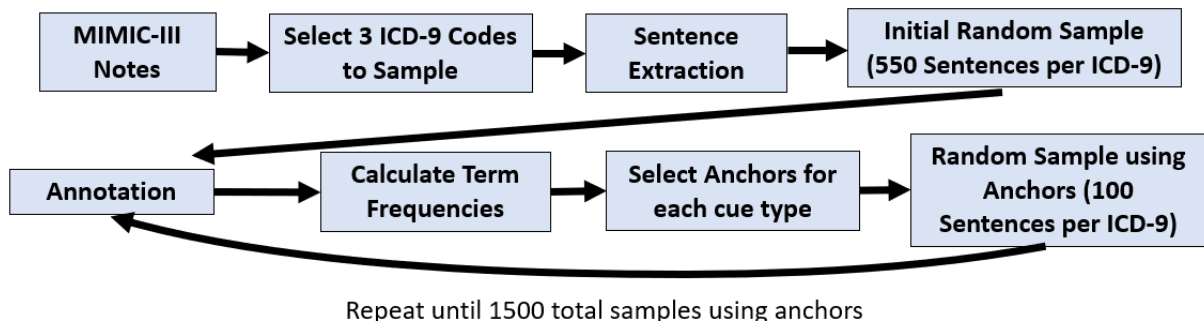 MIMIC-III
Notes
Select 3 ICD-9 Codes
to Sample
Sentence
Extraction
Initial Random Sample
(550 Sentences per ICD-9)
Annotation
Calculate Term
Frequencies
Select Anchors for
each cue type
Random Sample using
Anchors (100
Sentences per ICD-9)
Repeat until 1500 total samples using anchors